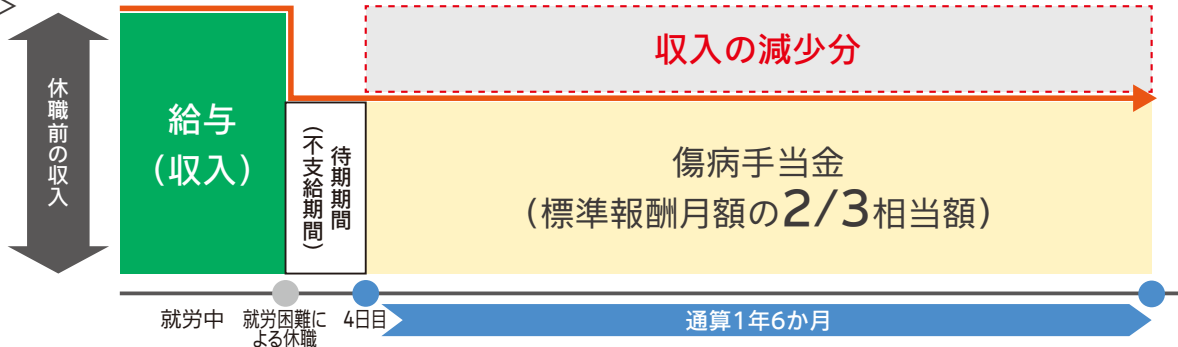 休職前の収入
給与
(収入)
待期期間
(不支給期間)
収入の減少分
傷病手当金
(標準報酬月額の2/3相当額)
就労中
就労困難に
よる休職
4日目
通算1年6か月